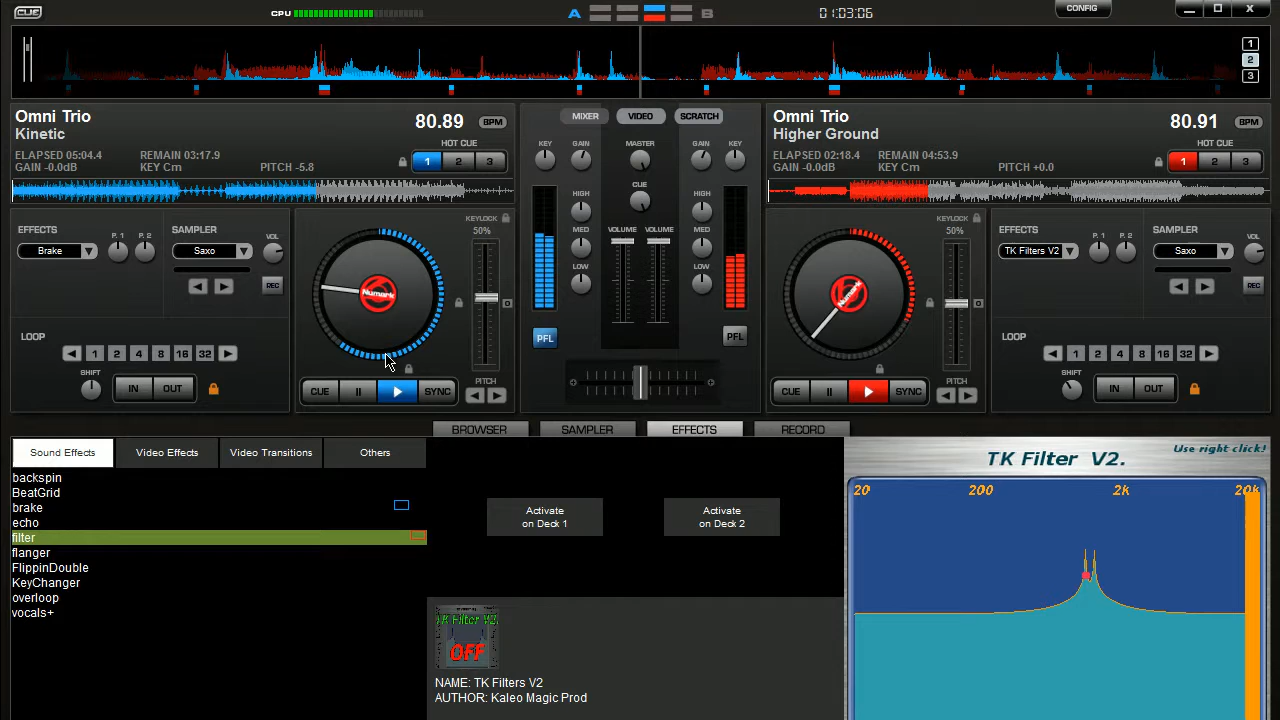 CUE
CPU
A
B
01:03:06
CONFIG
X
1
2
3
Omni Trio
Kinetic
80.89 BPM
ELAPSED 05:04.4 REMAIN 03:17.9
GAIN -0.0dB KEY Cm PITCH -5.8
HOT CUE
1 2 3
MIXER VIDEO SCRATCH
KEY GAIN MASTER GAIN KEY
CUE
HIGH HIGH
MED VOLUME VOLUME MED
LOW LOW
PFL PFL
Omni Trio
Higher Ground
80.91 BPM
ELAPSED 02:18.4 REMAIN 04:53.9
GAIN -0.0dB KEY Cm PITCH +0.0
HOT CUE
1 2 3
EFFECTS P. 1 P. 2 SAMPLER VOL
Brake Saxo
REC
LOOP
1 2 4 8 16 32
SHIFT IN OUT
KEYLOCK
50%
Numark
CUE SYNC PITCH
KEYLOCK
50%
Numark
CUE SYNC PITCH
EFFECTS P. 1 P. 2 SAMPLER VOL
TK Filters V2 Saxo
REC
LOOP
1 2 4 8 16 32
SHIFT IN OUT
BROWSER SAMPLER EFFECTS RECORD
Sound Effects Video Effects Video Transitions Others
backspin
BeatGrid
brake
echo
filter
flanger
FlippinDouble
KeyChanger
overloop
vocals+
Activate
on Deck 1
Activate
on Deck 2
TK Filter V2.
OFF
NAME: TK Filters V2
AUTHOR: Kaleo Magic Prod
Use right click!
TK Filter V2.
20 200 2K 20k